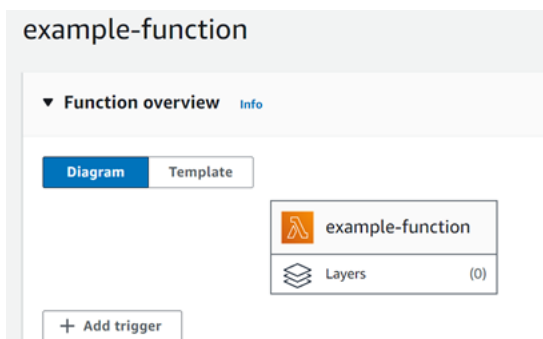 example-function
Function overview Info
Diagram Template
example-function
Layers (0)
+ Add trigger